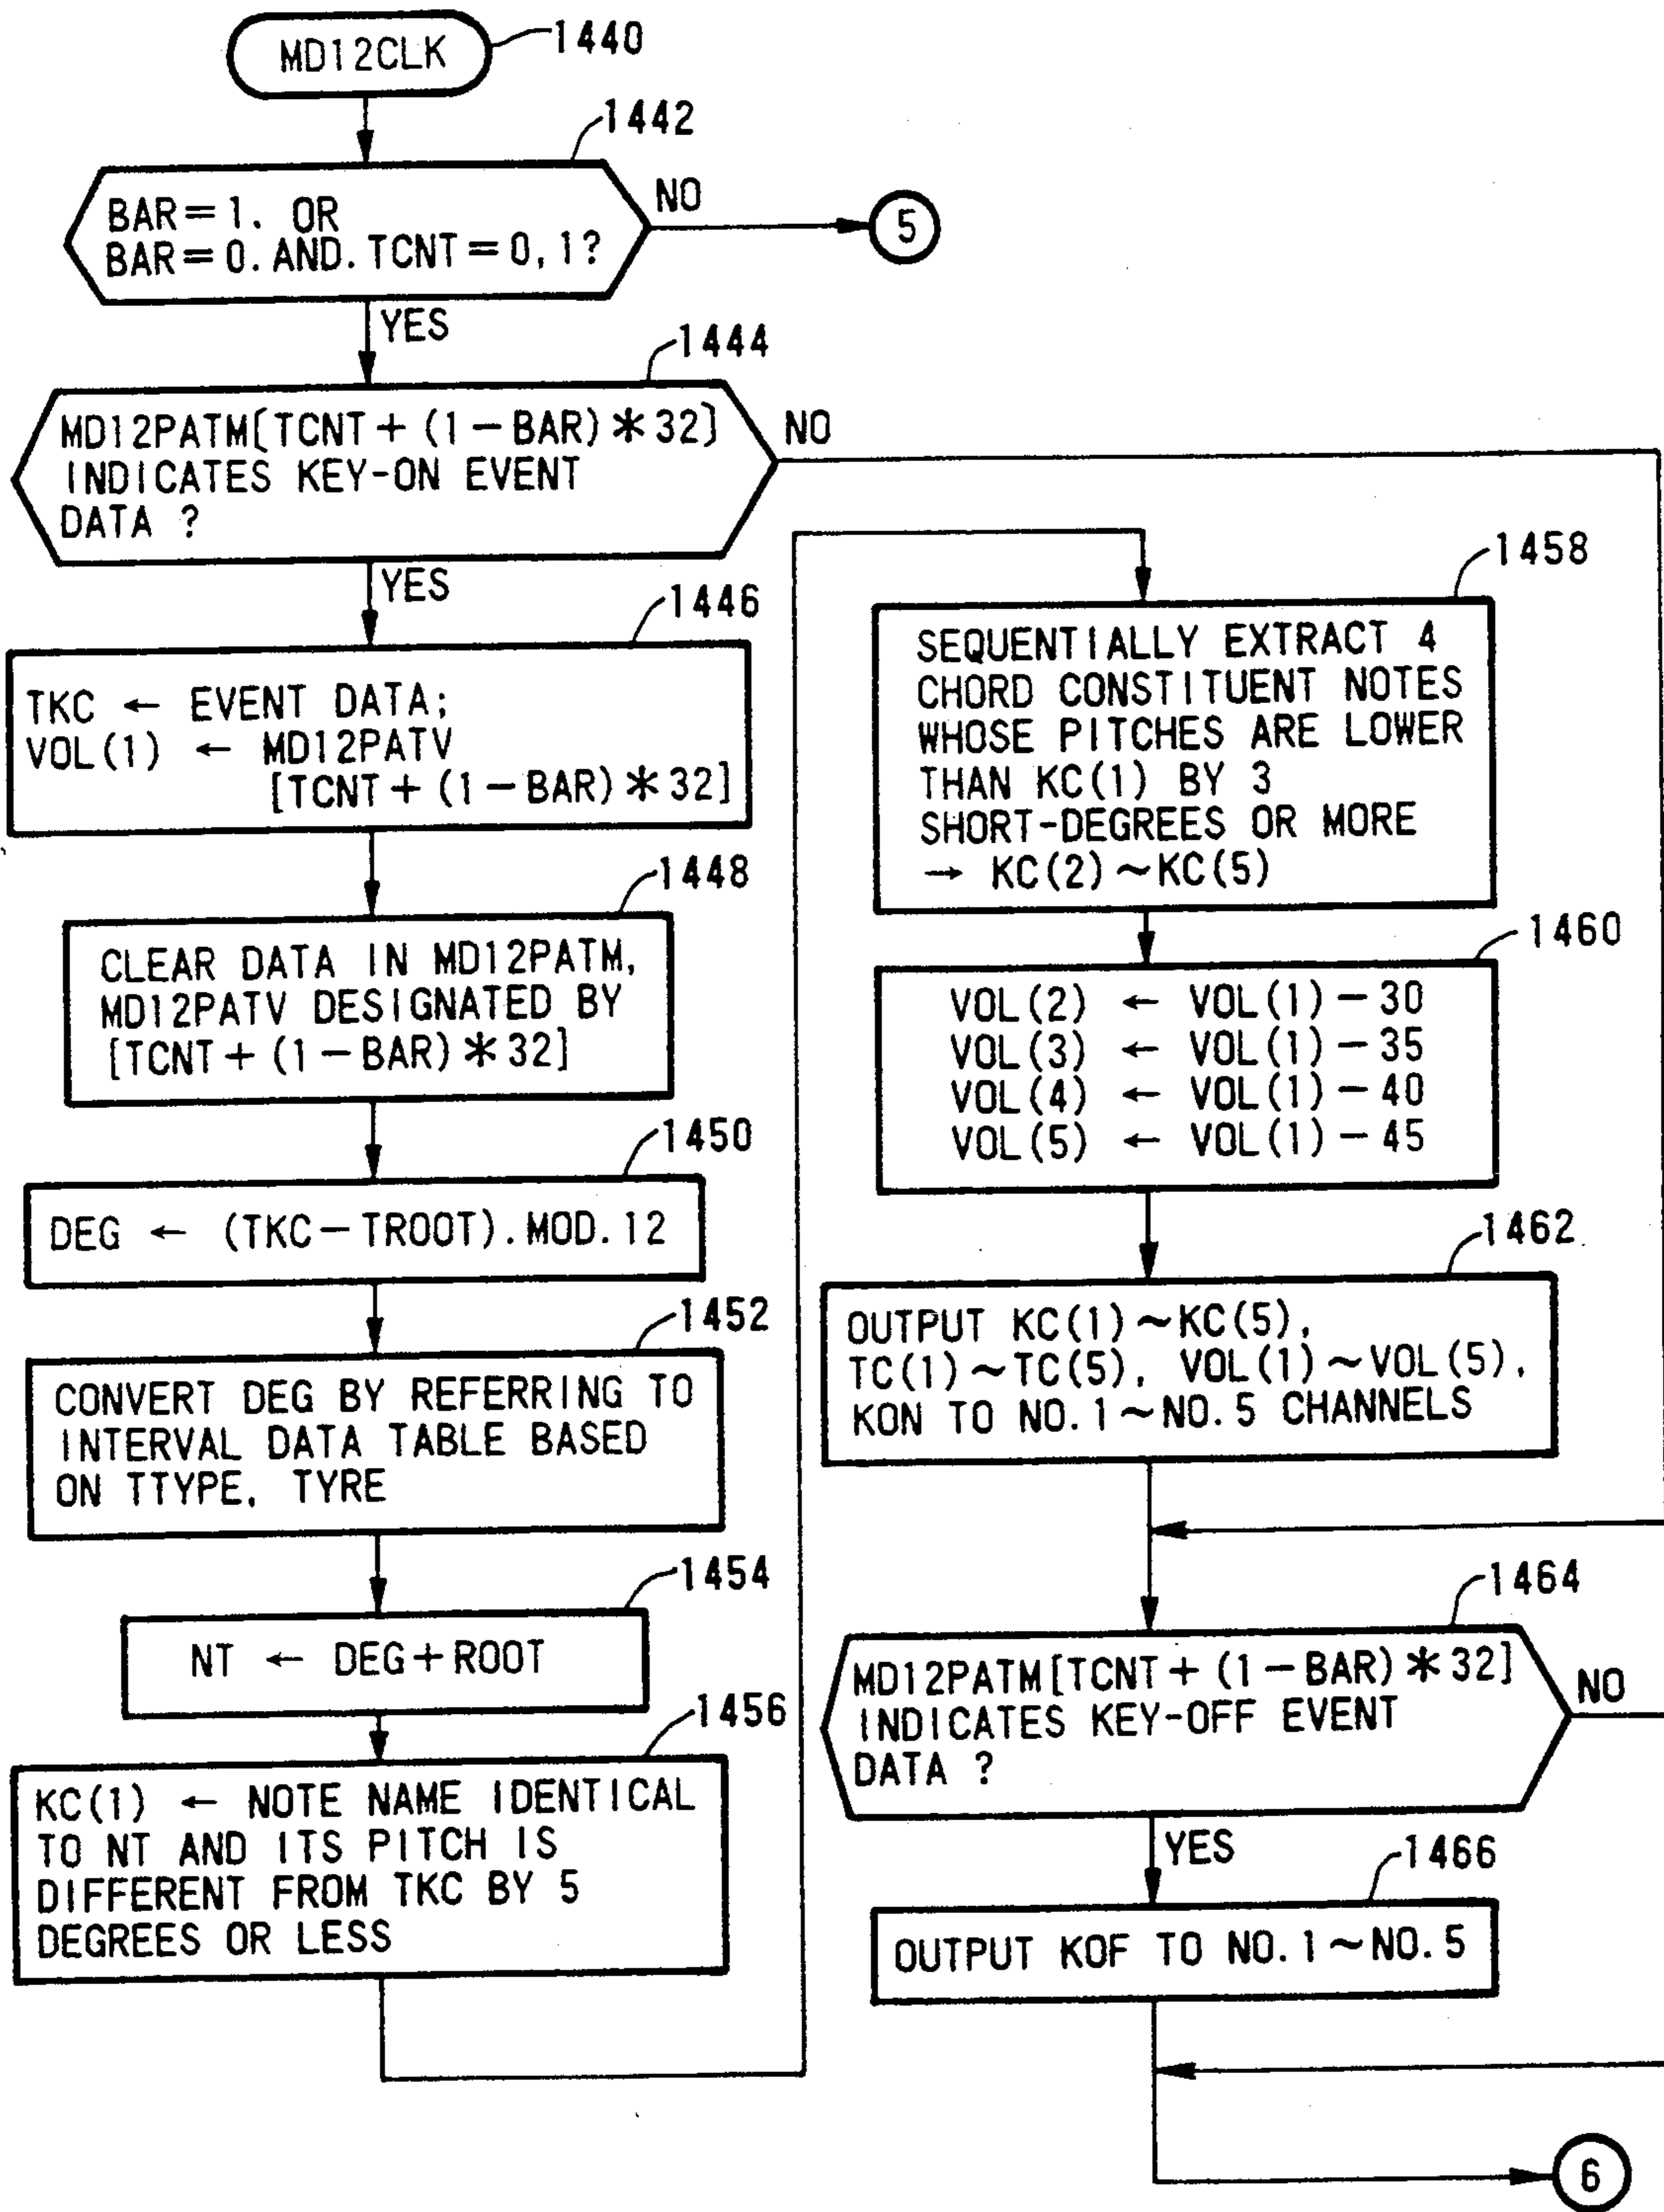 MD12CLK
1440
1442
BAR=1. OR
BAR=0. AND. TCNT=0, 1?
NO
5
YES
1444
MD12PATM[TCNT+(1-BAR)*32]
INDICATES KEY-ON EVENT
DATA ?
NO
YES
1446
TKC ← EVENT DATA;
VOL(1) ← MD12PATV
[TCNT+(1-BAR)*32]
1448
CLEAR DATA IN MD12PATM,
MD12PATV DESIGNATED BY
[TCNT+(1-BAR)*32]
1450
DEG ← (TKC-TROOT).MOD.12
1452
CONVERT DEG BY REFERRING TO
INTERVAL DATA TABLE BASED
ON TTYPE, TYRE
1454
NT ← DEG+ROOT
1456
KC(1) ← NOTE NAME IDENTICAL
TO NT AND ITS PITCH IS
DIFFERENT FROM TKC BY 5
DEGREES OR LESS
1458
SEQUENTIALLY EXTRACT 4
CHORD CONSTITUENT NOTES
WHOSE PITCHES ARE LOWER
THAN KC(1) BY 3
SHORT-DEGREES OR MORE
→ KC(2)~KC(5)
1460
VOL(2) ← VOL(1)-30
VOL(3) ← VOL(1)-35
VOL(4) ← VOL(1)-40
VOL(5) ← VOL(1)-45
1462
OUTPUT KC(1)~KC(5),
TC(1)~TC(5), VOL(1)~VOL(5),
KON TO NO.1~NO.5 CHANNELS
1464
MD12PATM[TCNT+(1-BAR)*32]
INDICATES KEY-OFF EVENT
DATA ?
NO
YES
1466
OUTPUT KOF TO NO.1~NO.5
6